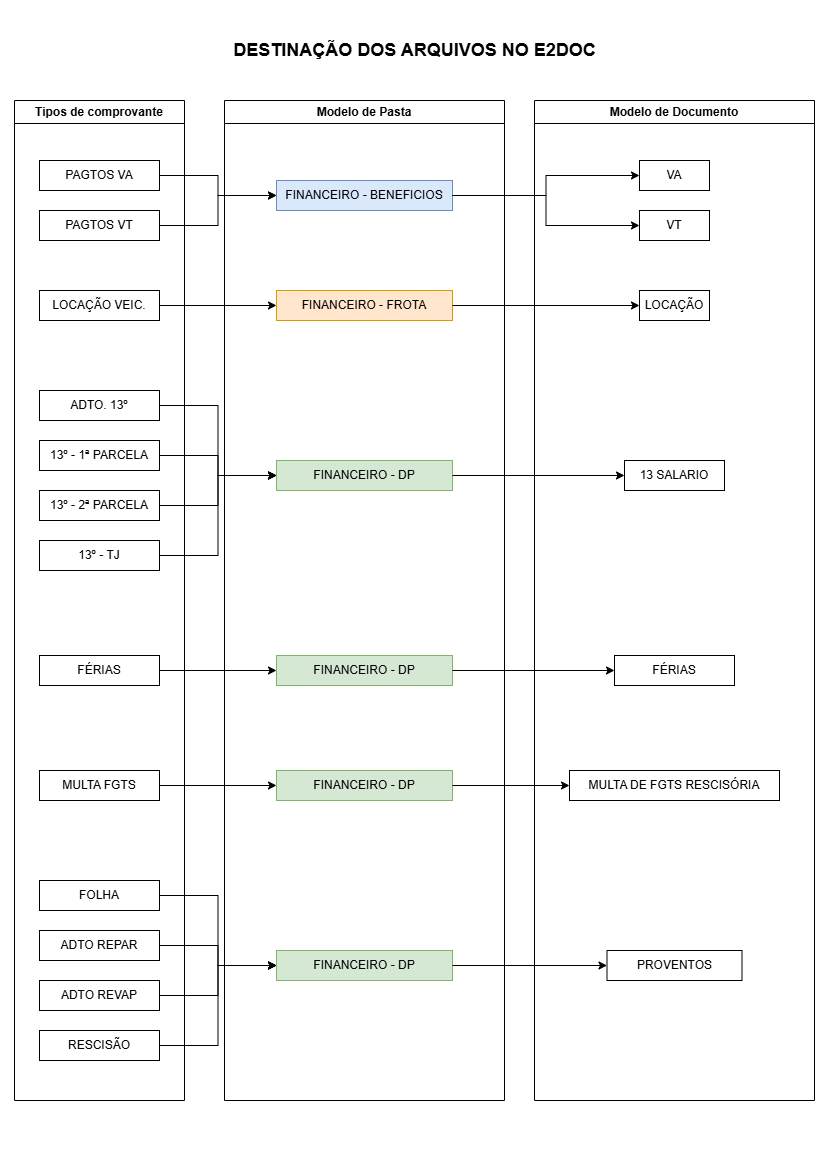 DESTINAÇÃO DOS ARQUIVOS NO E2DOC
Tipos de comprovante
Modelo de Pasta
Modelo de Documento
PAGTOS VA
PAGTOS VT
FINANCEIRO - BENEFICIOS
VA
VT
LOCAÇÃO VEIC.
FINANCEIRO - FROTA
LOCAÇÃO
ADTO. 13º
13º - 1ª PARCELA
13º - 2ª PARCELA
13º - TJ
FINANCEIRO - DP
13 SALARIO
FÉRIAS
FINANCEIRO - DP
FÉRIAS
MULTA FGTS
FINANCEIRO - DP
MULTA DE FGTS RESCISÓRIA
FOLHA
ADTO REPAR
ADTO REVAP
RESCISÃO
FINANCEIRO - DP
PROVENTOS